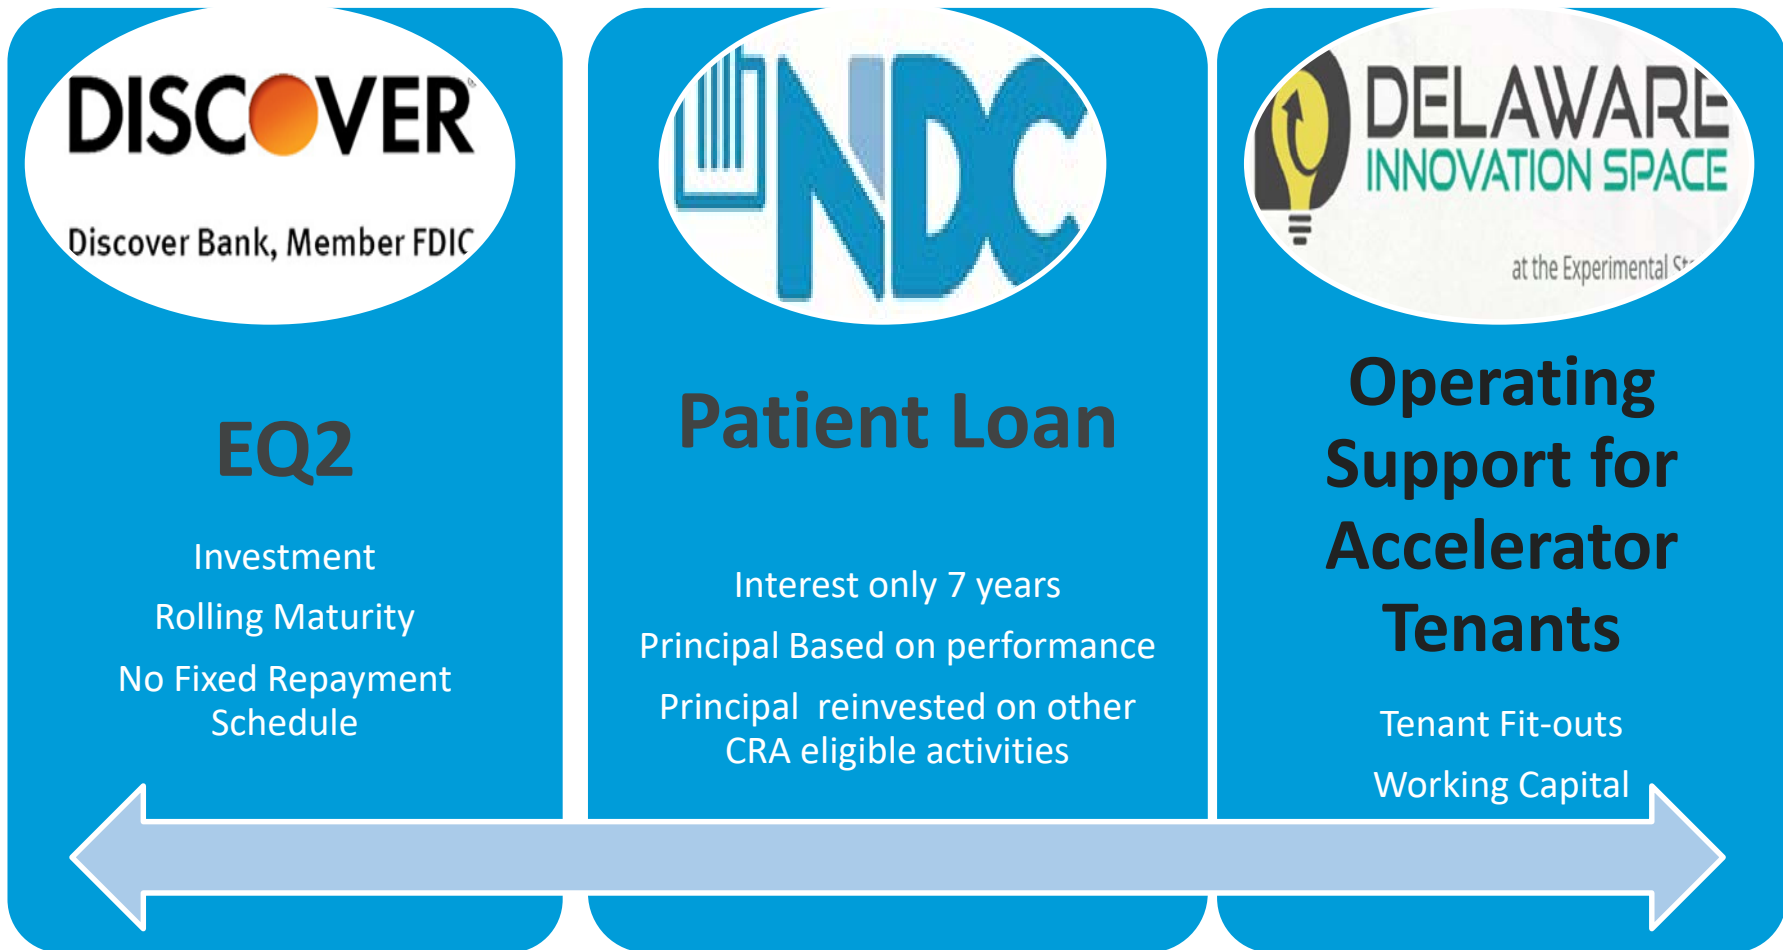 DISCOVER
Discover Bank, Member FDIC
EQ2
Investment
Rolling Maturity
No Fixed Repayment
Schedule
NDC
Patient Loan
Interest only 7 years
Principal Based on performance
Principal reinvested on other
CRA eligible activities
DELAWARE
INNOVATION SPACE
at the Experimental
Operating
Support for
Accelerator
Tenants
Tenant Fit-outs
Working Capital